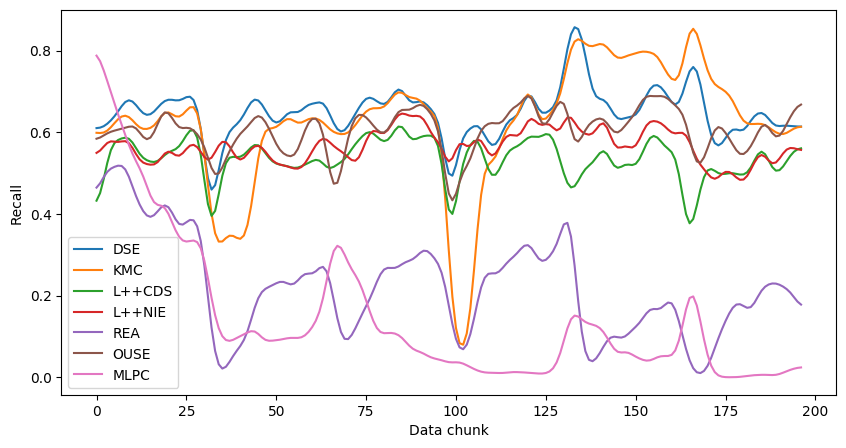 0.8
0.6
0.4
0.2
0.0
Recall
DSE
KMC
L++CDS
L++NIE
REA
OUSE
MLPC
0 25 50 75 100 125 150 175 200
Data chunk